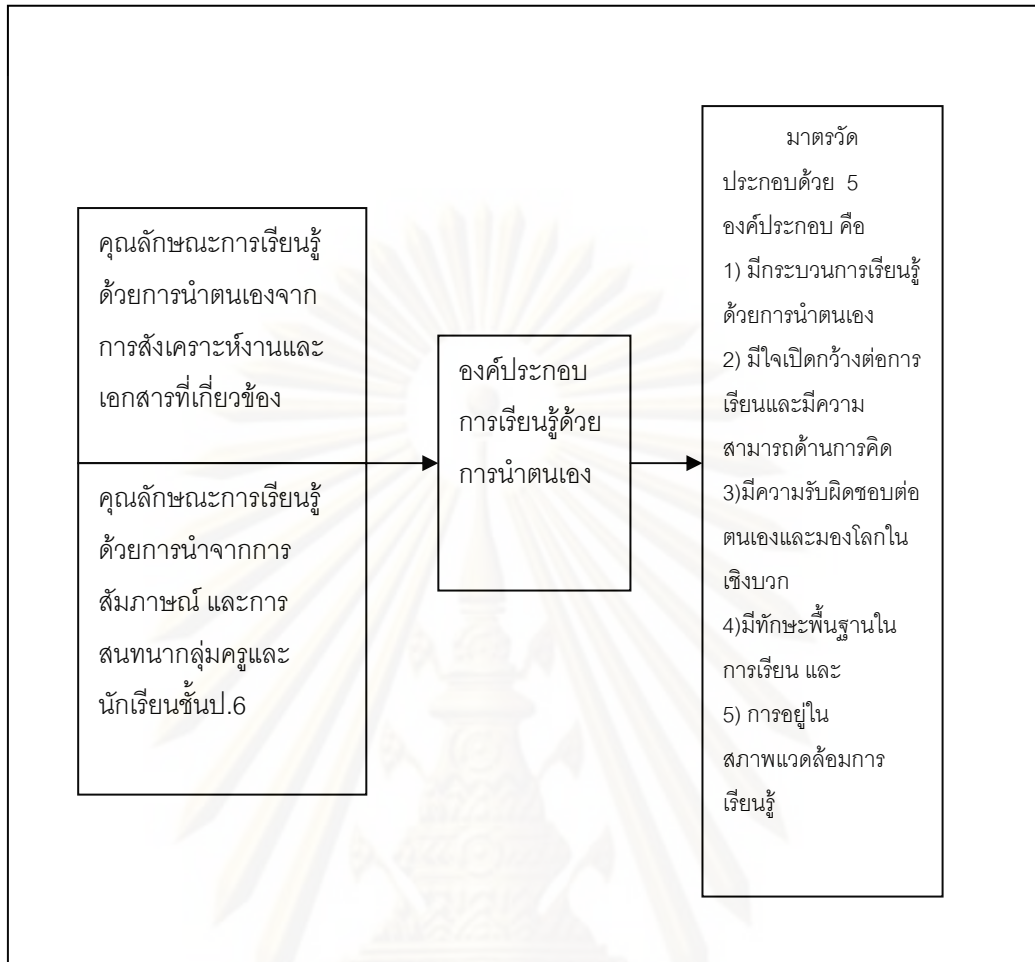 คุณลักษณะการเรียนรู้
ด้วยการนำตนเองจาก
การสังเคราะห์งานและ
เอกสารที่เกี่ยวข้อง
คุณลักษณะการเรียนรู้
ด้วยการนำจากการ
สัมภาษณ์ และการ
สนทนากลุ่มครูและ
นักเรียนชั้นป.6
องค์ประกอบ
การเรียนรู้ด้วย
การนำตนเอง
มาตรวัด
ประกอบด้วย 5
องค์ประกอบ คือ
1) มีกระบวนการเรียนรู้
ด้วยการนำตนเอง
2) มีใจเปิดกว้างต่อการ
เรียนและมีความ
สามารถด้านการคิด
3)มีความรับผิดชอบต่อ
ตนเองและมองโลกใน
เชิงบวก
4)มีทักษะพื้นฐานใน
การเรียน และ
5) การอยู่ใน
สภาพแวดล้อมการ
เรียนรู้